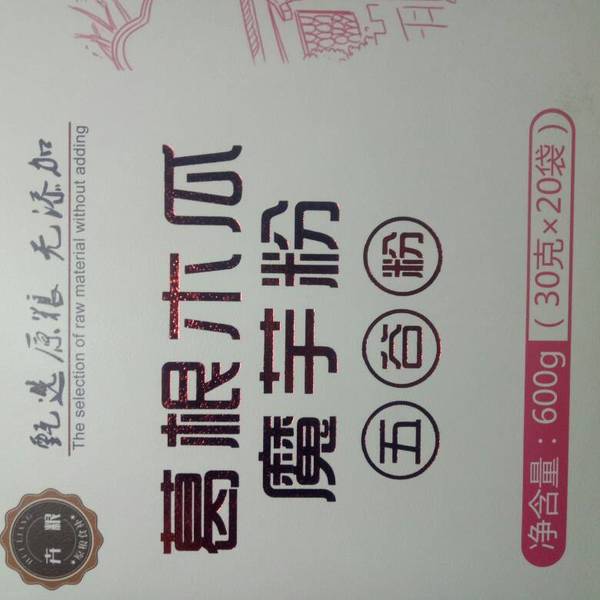 甄选原粮 无添加
The selection of raw material without adding
葛根木瓜
魔芋粉
五谷粉
净含量：600g（30克×20袋）